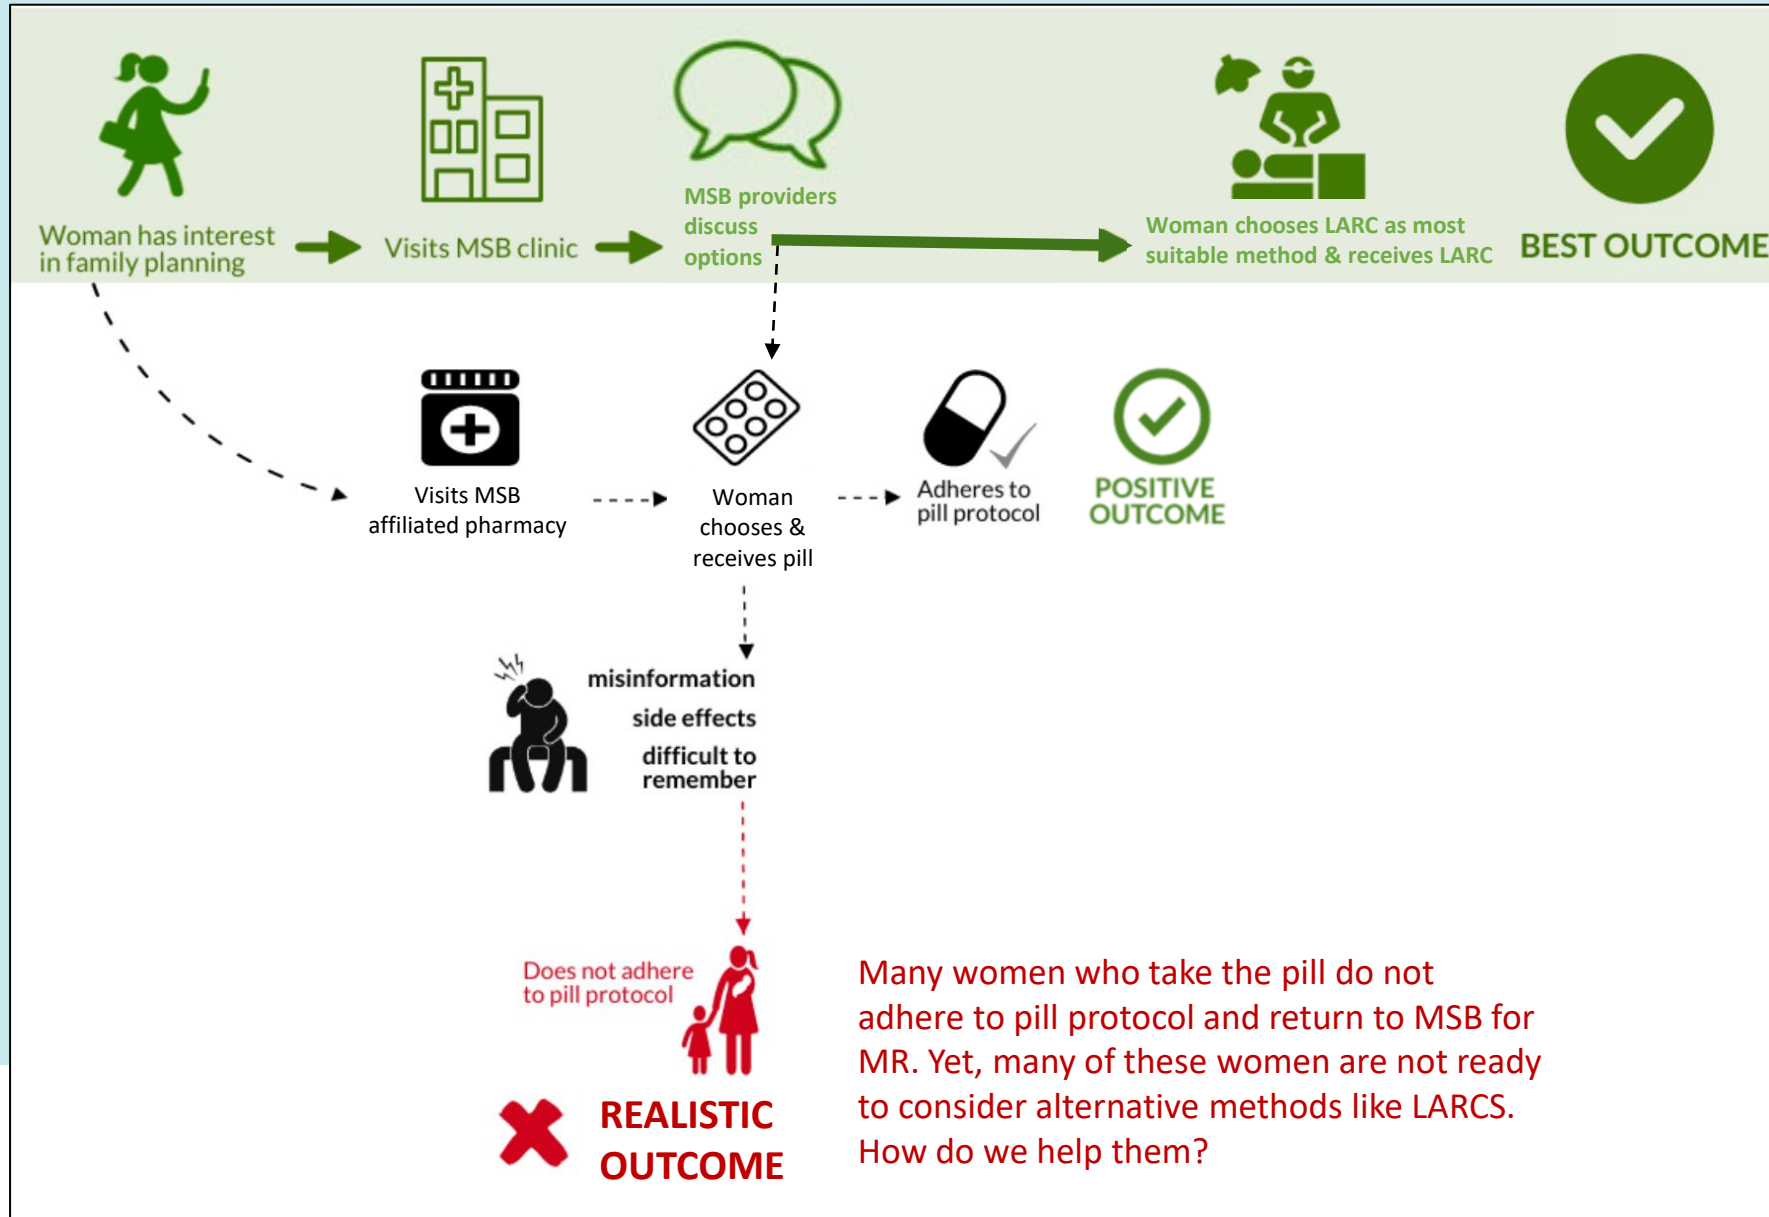 Woman has interest
in family planning
Visits MSB clinic
MSB providers
discuss
options
Woman chooses LARC as most
suitable method & receives LARC
BEST OUTCOME
Visits MSB
affiliated pharmacy
Woman
chooses &
receives pill
Adheres to
pill protocol
POSITIVE
OUTCOME
misinformation
side effects
difficult to
remember
Does not adhere
to pill protocol
REALISTIC
OUTCOME
Many women who take the pill do not
adhere to pill protocol and return to MSB for
MR. Yet, many of these women are not ready
to consider alternative methods like LARCS.
How do we help them?